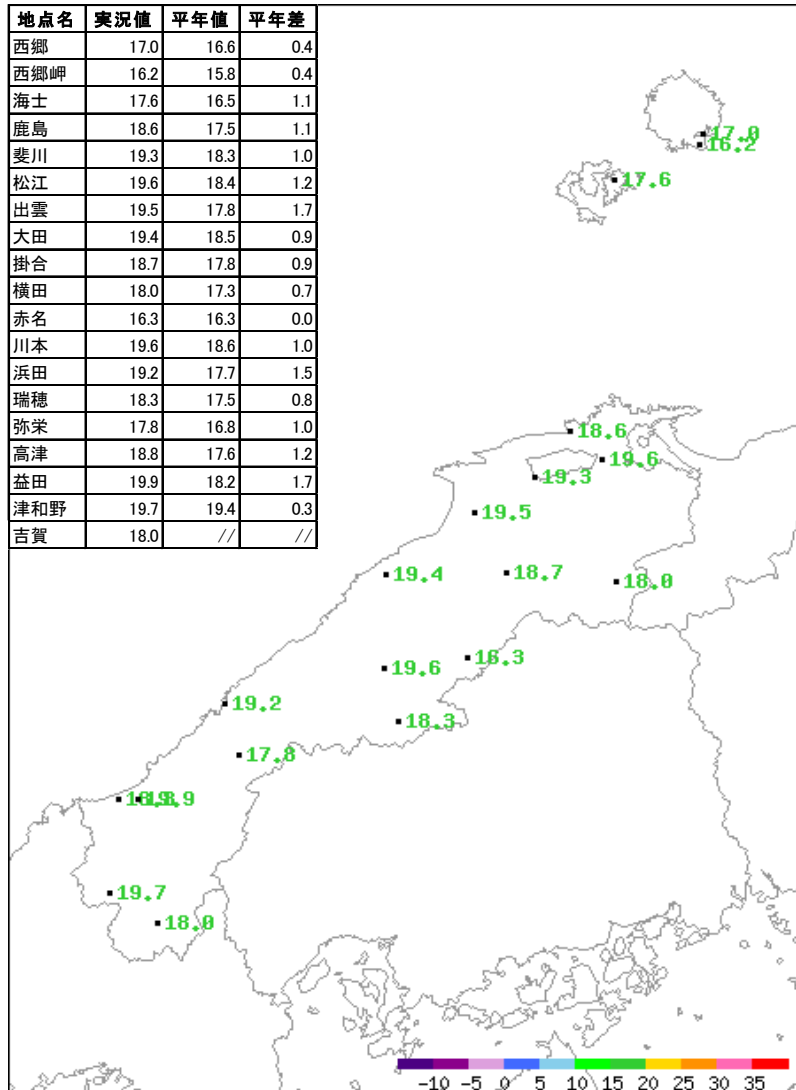 地点名 実況値 平年値 平年差
西郷 17.0 16.6 0.4
西郷岬 16.2 15.8 0.4
海士 17.6 16.5 1.1
鹿島 18.6 17.5 1.1
斐川 19.3 18.3 1.0
松江 19.6 18.4 1.2
出雲 19.5 17.8 1.7
大田 19.4 18.5 0.9
掛合 18.7 17.8 0.9
横田 18.0 17.3 0.7
赤名 16.3 16.3 0.0
川本 19.6 18.6 1.0
浜田 19.2 17.7 1.5
瑞穂 18.3 17.5 0.8
弥栄 17.8 16.8 1.0
高津 18.8 17.6 1.2
益田 19.9 18.2 1.7
津和野 19.7 19.4 0.3
吉賀 18.0 // //
17.0
16.2
17.6
18.6
19.6
19.3
19.5
19.4 18.7 18.0
16.3
19.6
19.2
18.3
17.8
18.8 19.9
19.7
18.0
-10 -5 0 5 10 15 20 25 30 35